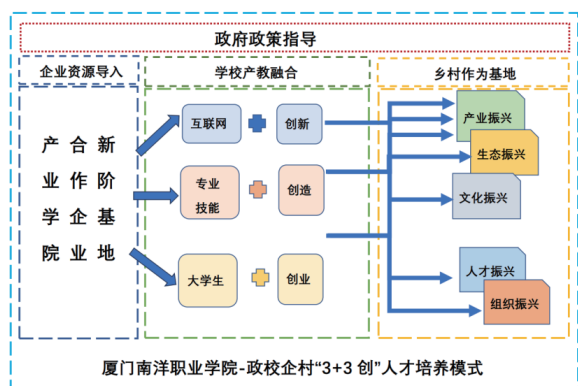 政府政策指导
企业资源导入
学校产教融合
乡村作为基地
产 合 新
业 作 阶
学 企 基
院 业 地
互联网
创新
专业
技能
创造
大学生
创业
产业振兴
生态振兴
文化振兴
人才振兴
组织振兴
厦门南洋职业学院-政校企村“3+3 创”人才培养模式